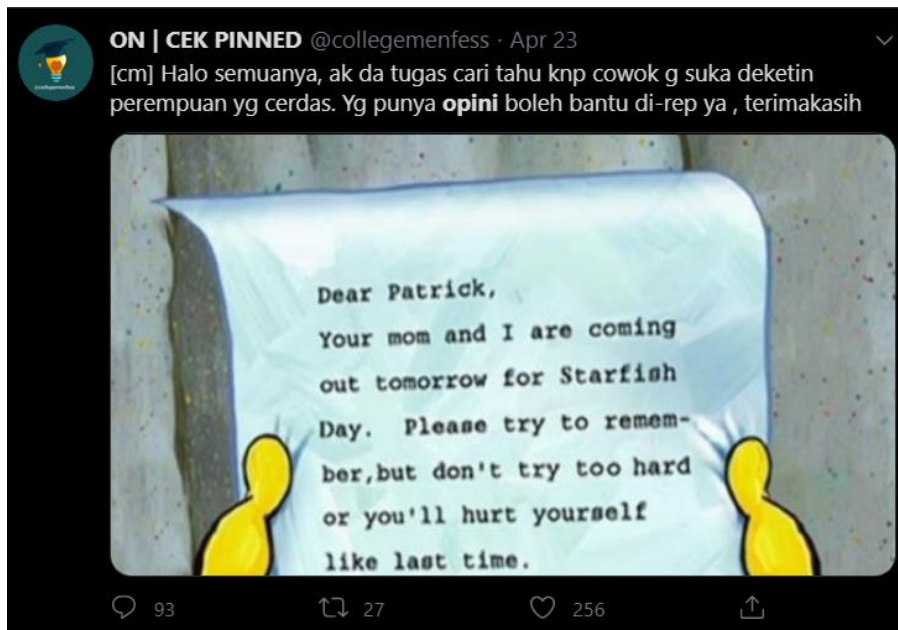 ON | CEK PINNED @collegemenfess · Apr 23
[cm] Halo semuanya, ak da tugas cari tahu knp cowok g suka deketin
perempuan yg cerdas. Yg punya opini boleh bantu di-rep ya , terimakasih
Dear Patrick,
Your mom and I are coming
out tomorrow for Starfish
Day. Please try to remem-
ber,but don't try too hard
or you'll hurt yourself
like last time.
93 27 256